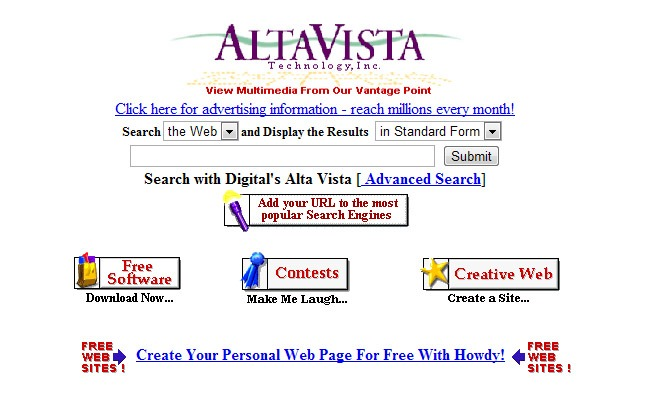 ALTAVISTA
Technology, Inc.
View Multimedia From Our Vantage Point
Click here for advertising information - reach millions every month!
Search the Web and Display the Results in Standard Form
Submit
Search with Digital's Alta Vista [ Advanced Search]
Add your URL to the most
popular Search Engines
Free
Software
Download Now...
Contests
Make Me Laugh...
Creative Web
Create a Site...
FREE
WEB
SITES !
Create Your Personal Web Page For Free With Howdy!
FREE
WEB
SITES !